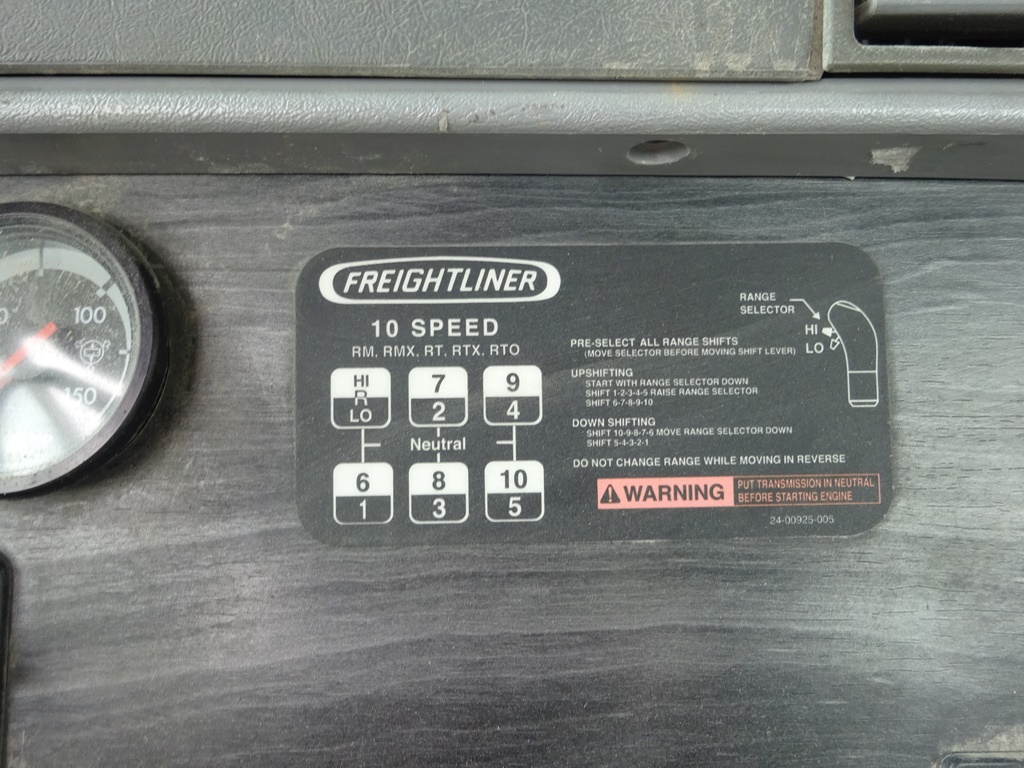 FREIGHTLINER
10 SPEED
RM, RMX, RT, RTX, RTO
HI
R
LO
7
2
9
4
Neutral
6
1
8
3
10
5
RANGE
SELECTOR
HI
LO
PRE-SELECT ALL RANGE SHIFTS
(MOVE SELECTOR BEFORE MOVING SHIFT LEVER)
UPSHIFTING
START WITH RANGE SELECTOR DOWN
SHIFT 1-2-3-4-5 RAISE RANGE SELECTOR
SHIFT 6-7-8-9-10
DOWN SHIFTING
SHIFT 10-9-8-7-6 MOVE RANGE SELECTOR DOWN
SHIFT 5-4-3-2-1
DO NOT CHANGE RANGE WHILE MOVING IN REVERSE
WARNING
PUT TRANSMISSION IN NEUTRAL
BEFORE STARTING ENGINE
24-00925-005
100
150